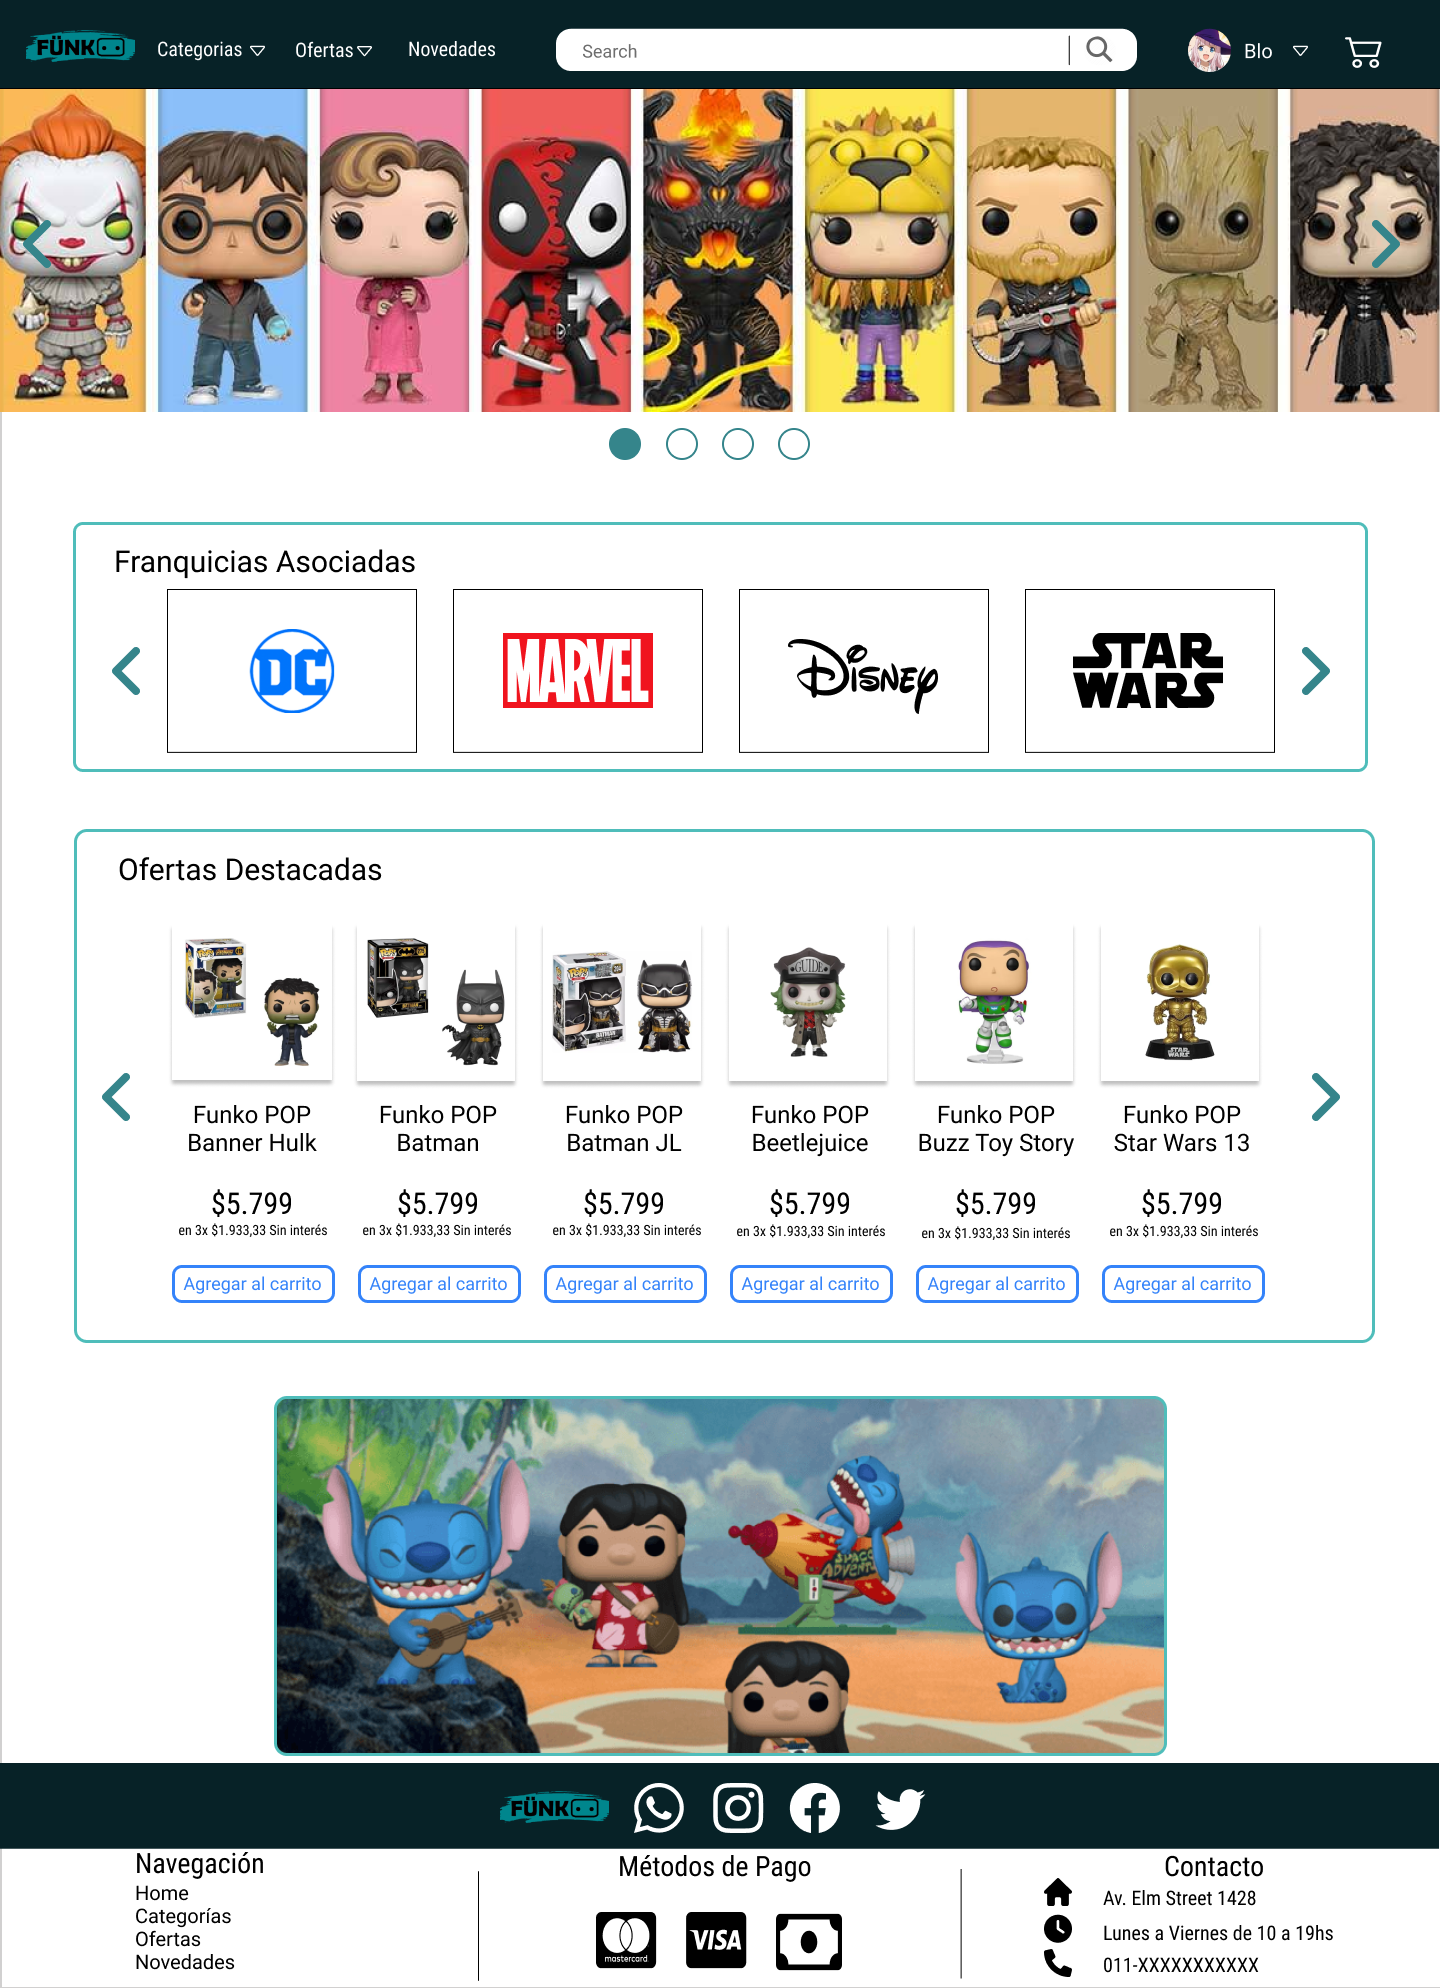 FÜNK
Categorias
Ofertas
Novedades
Search
Blo
Franquicias Asociadas
DC
MARVEL
Disney
STAR
WARS
Ofertas Destacadas
GUIDE
STAR
WARS
Funko POP
Banner Hulk
Funko POP
Batman
Funko POP
Batman JL
Funko POP
Beetlejuice
Funko POP
Buzz Toy Story
Funko POP
Star Wars 13
$5.799
$5.799
$5.799
$5.799
$5.799
$5.799
en 3x $1.933,33 Sin interés
en 3x $1.933,33 Sin interés
en 3x $1.933,33 Sin interés
en 3x $1.933,33 Sin interés
en 3x $1.933,33 Sin interés
en 3x $1.933,33 Sin interés
Agregar al carrito
Agregar al carrito
Agregar al carrito
Agregar al carrito
Agregar al carrito
Agregar al carrito
SPACE
ADVENT
FÜNK
Navegación
Home
Categorías
Ofertas
Novedades
Métodos de Pago
mastercard
VISA
Contacto
Av. Elm Street 1428
Lunes a Viernes de 10 a 19hs
011-XXXXXXXXXXX